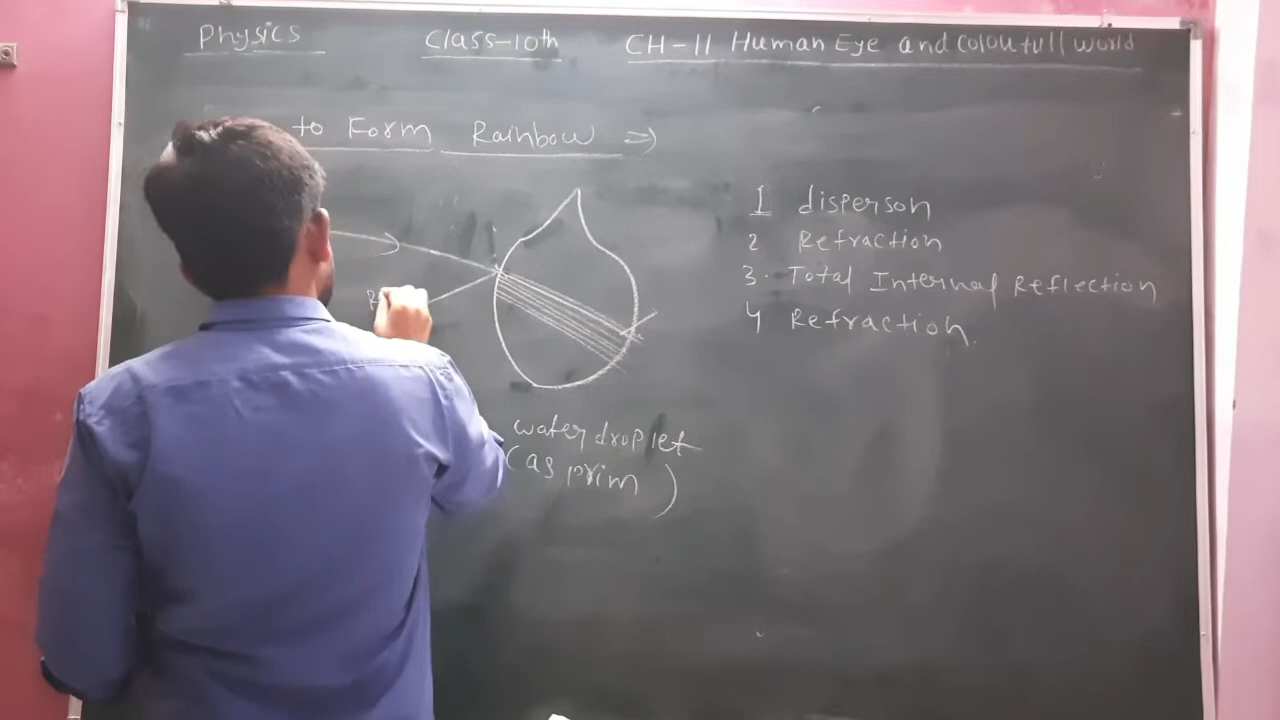 Physics Class-10th CH-11 Human Eye and colourfull world
to Form Rainbow =>
1 disperson
2 Refraction
3. Total Internal Reflection
4 Refraction.
R
water droplet
(as prim)